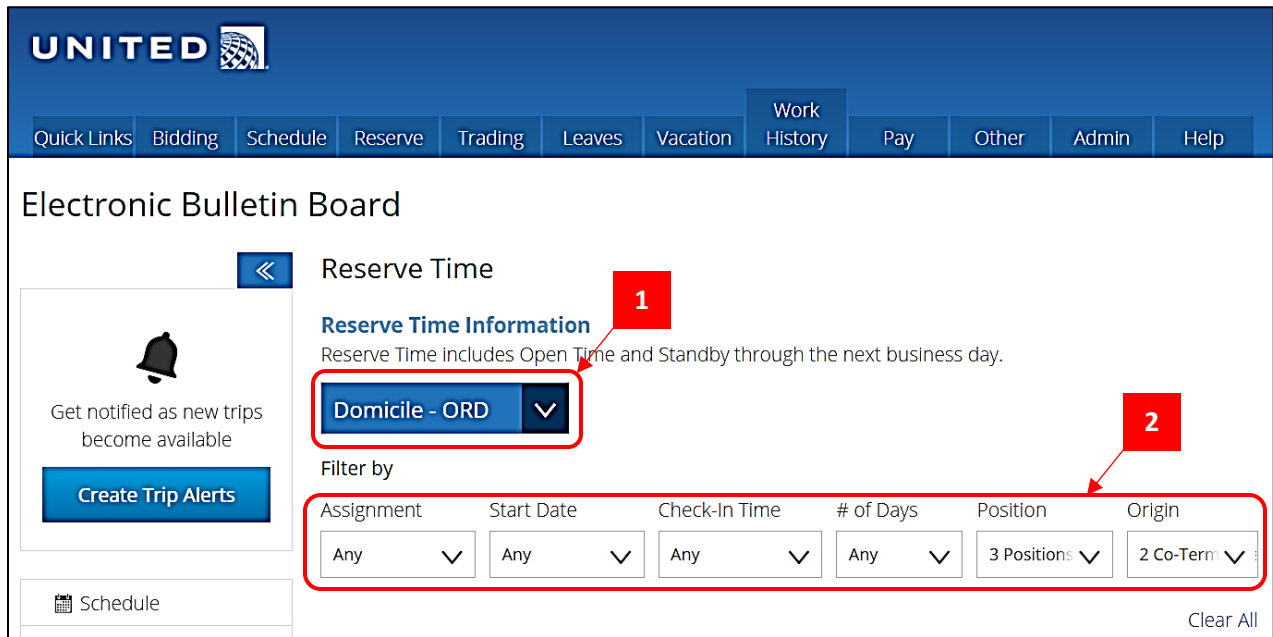 UNITED
Work
Quick Links Bidding Schedule Reserve Trading Leaves Vacation History Pay Other Admin Help
Electronic Bulletin Board
Reserve Time
1
Reserve Time Information
Reserve Time includes Open Time and Standby through the next business day.
Domicile - ORD
Get notified as new trips
become available
Create Trip Alerts
2
Filter by
Assignment Start Date Check-In Time # of Days Position Origin
Any Any Any Any 3 Positions 2 Co-Term
Schedule
Clear All